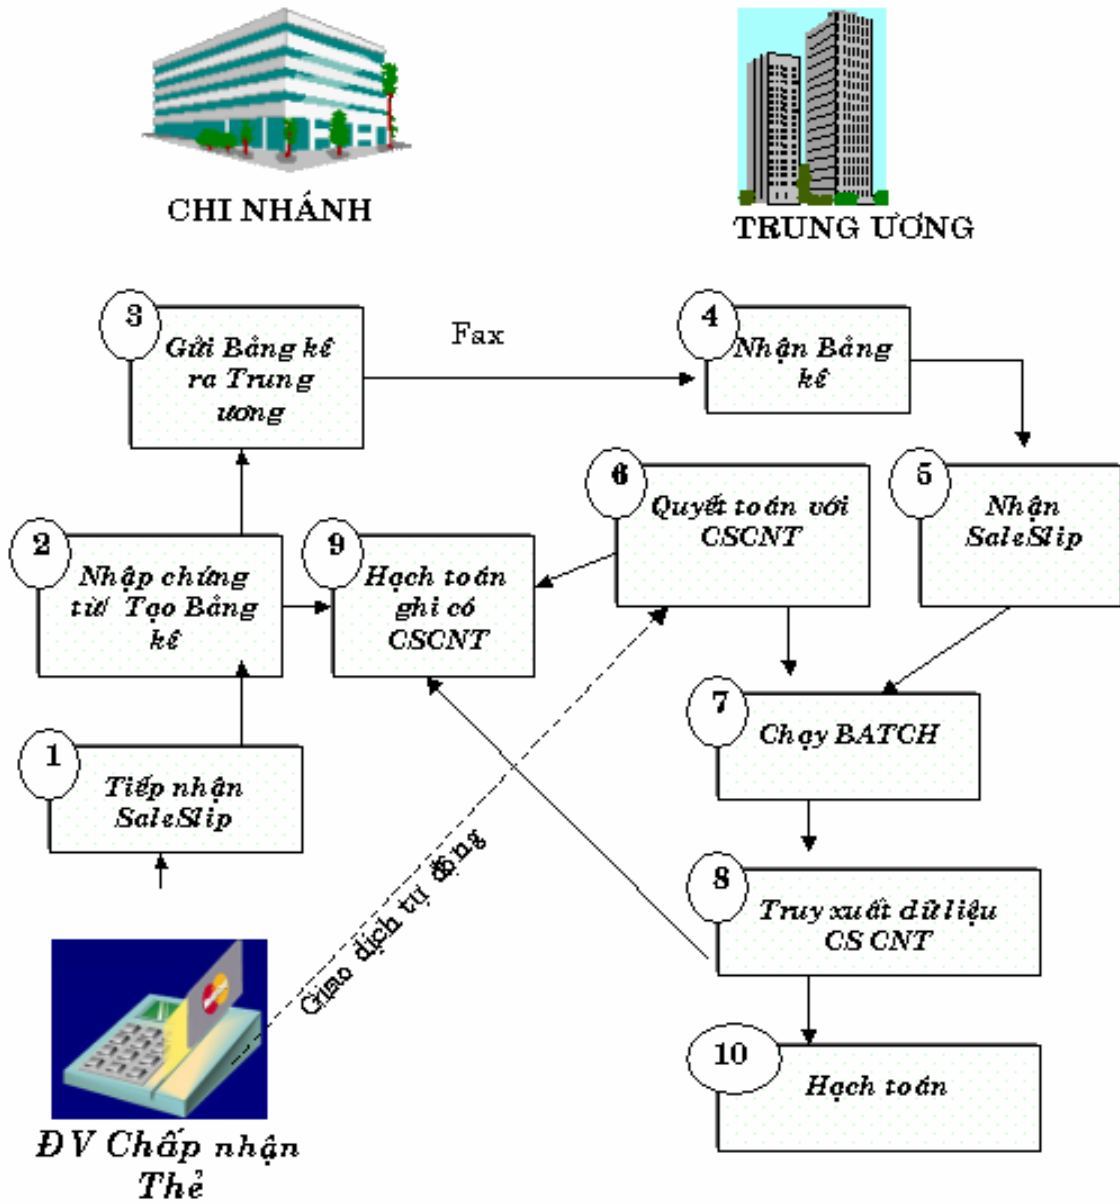 CHI NHÁNH
TRUNG ƯƠNG
3
Gửi Bảng kê
ra Trung
ương
Fax
4
Nhận Bảng
kê
6
Quyết toán với
CSCNT
5
Nhận
SaleSlip
2
Nhập chứng
từ/ Tạo Bảng
kê
9
Hạch toán
ghi có
CSCNT
7
Chạy BATCH
1
Tiếp nhận
SaleSlip
Giao dịch tự động
8
Truy xuất dữ liệu
CS CNT
10
Hạch toán
ĐV Chấp nhận
Thẻ